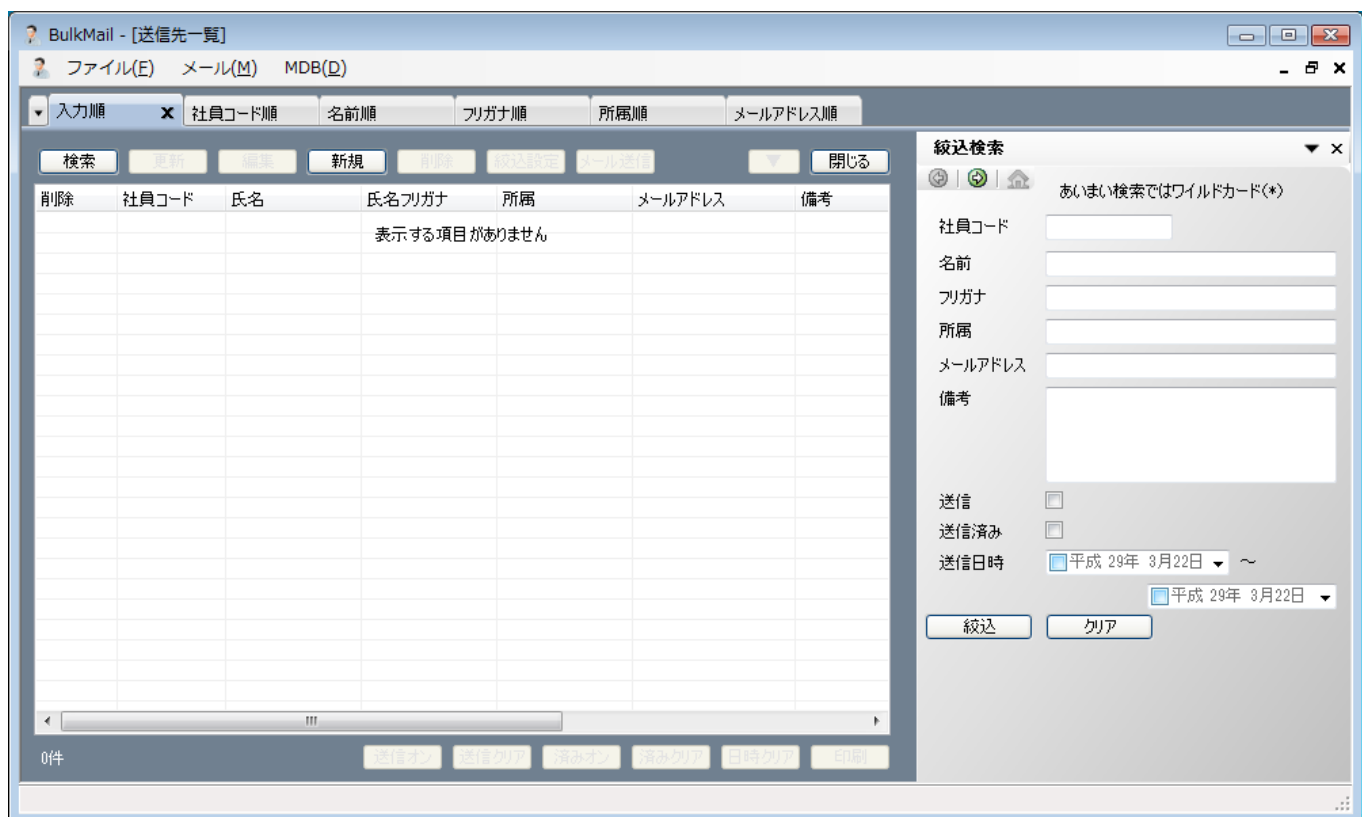 BulkMail - [送信先一覧]
ファイル(F) メール(M) MDB(D)
入力順 社員コード順 名前順 フリガナ順 所属順 メールアドレス順
検索 更新 編集 新規 削除 絞込設定 メール送信 ▼ 閉じる
削除 社員コード 氏名 氏名フリガナ 所属 メールアドレス 備考
表示する項目がありません
0件 送信オン 送信クリア 済みオン 済みクリア 日時クリア 印刷
絞込検索
あいまい検索ではワイルドカード(*)
社員コード
名前
フリガナ
所属
メールアドレス
備考
送信
送信済み
送信日時 平成 29年 3月22日 ～
平成 29年 3月22日
絞込 クリア